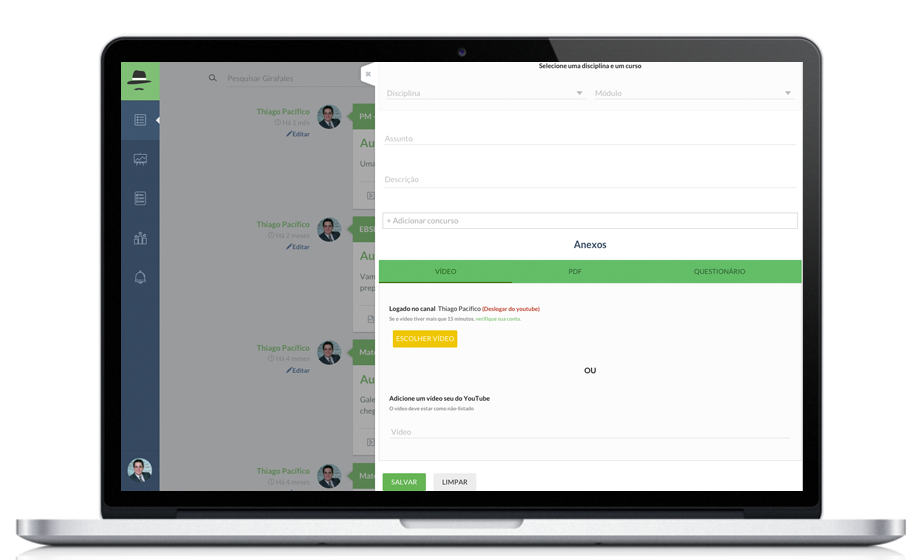 Selecione uma disciplina e um curso
Pesquisar Girafales
Disciplina
Módulo
Thiago Pacífico
Há 1 mês
Editar
PM -
Au
Uma
Assunto
Descrição
+ Adicionar concurso
Thiago Pacífico
Há 2 meses
Editar
EBSE
Au
Vam
prep
Anexos
VÍDEO
PDF
QUESTIONÁRIO
Logado no canal Thiago Pacífico (Deslogar do youtube)
Se o vídeo tiver mais que 15 minutos, verifique sua conta.
ESCOLHER VÍDEO
Thiago Pacífico
Há 4 meses
Editar
Mate
Au
Gale
cheg
OU
Adicione um vídeo seu do YouTube
O vídeo deve estar como não-listado
Vídeo
Thiago Pacífico
Há 4 meses
Mate
SALVAR
LIMPAR